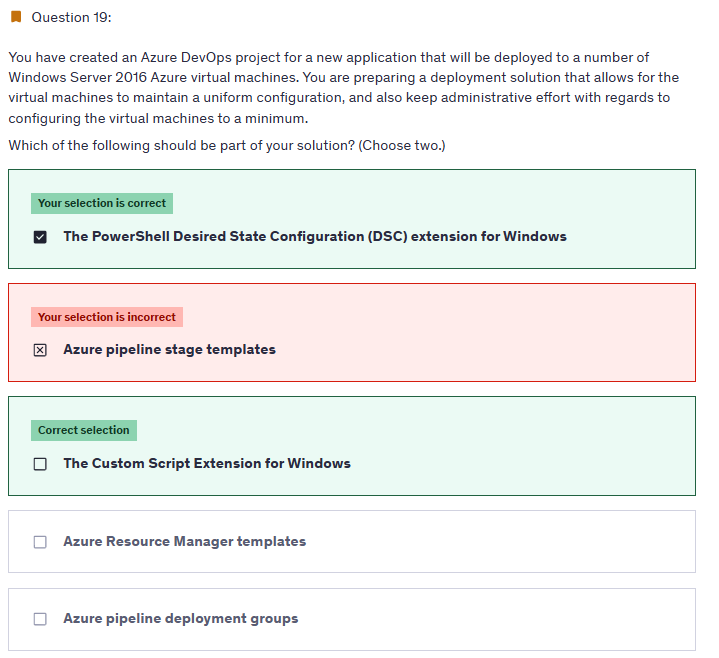 Question 19:
You have created an Azure DevOps project for a new application that will be deployed to a number of
Windows Server 2016 Azure virtual machines. You are preparing a deployment solution that allows for the
virtual machines to maintain a uniform configuration, and also keep administrative effort with regards to
configuring the virtual machines to a minimum.
Which of the following should be part of your solution? (Choose two.)
Your selection is correct
The PowerShell Desired State Configuration (DSC) extension for Windows
Your selection is incorrect
Azure pipeline stage templates
Correct selection
The Custom Script Extension for Windows
Azure Resource Manager templates
Azure pipeline deployment groups